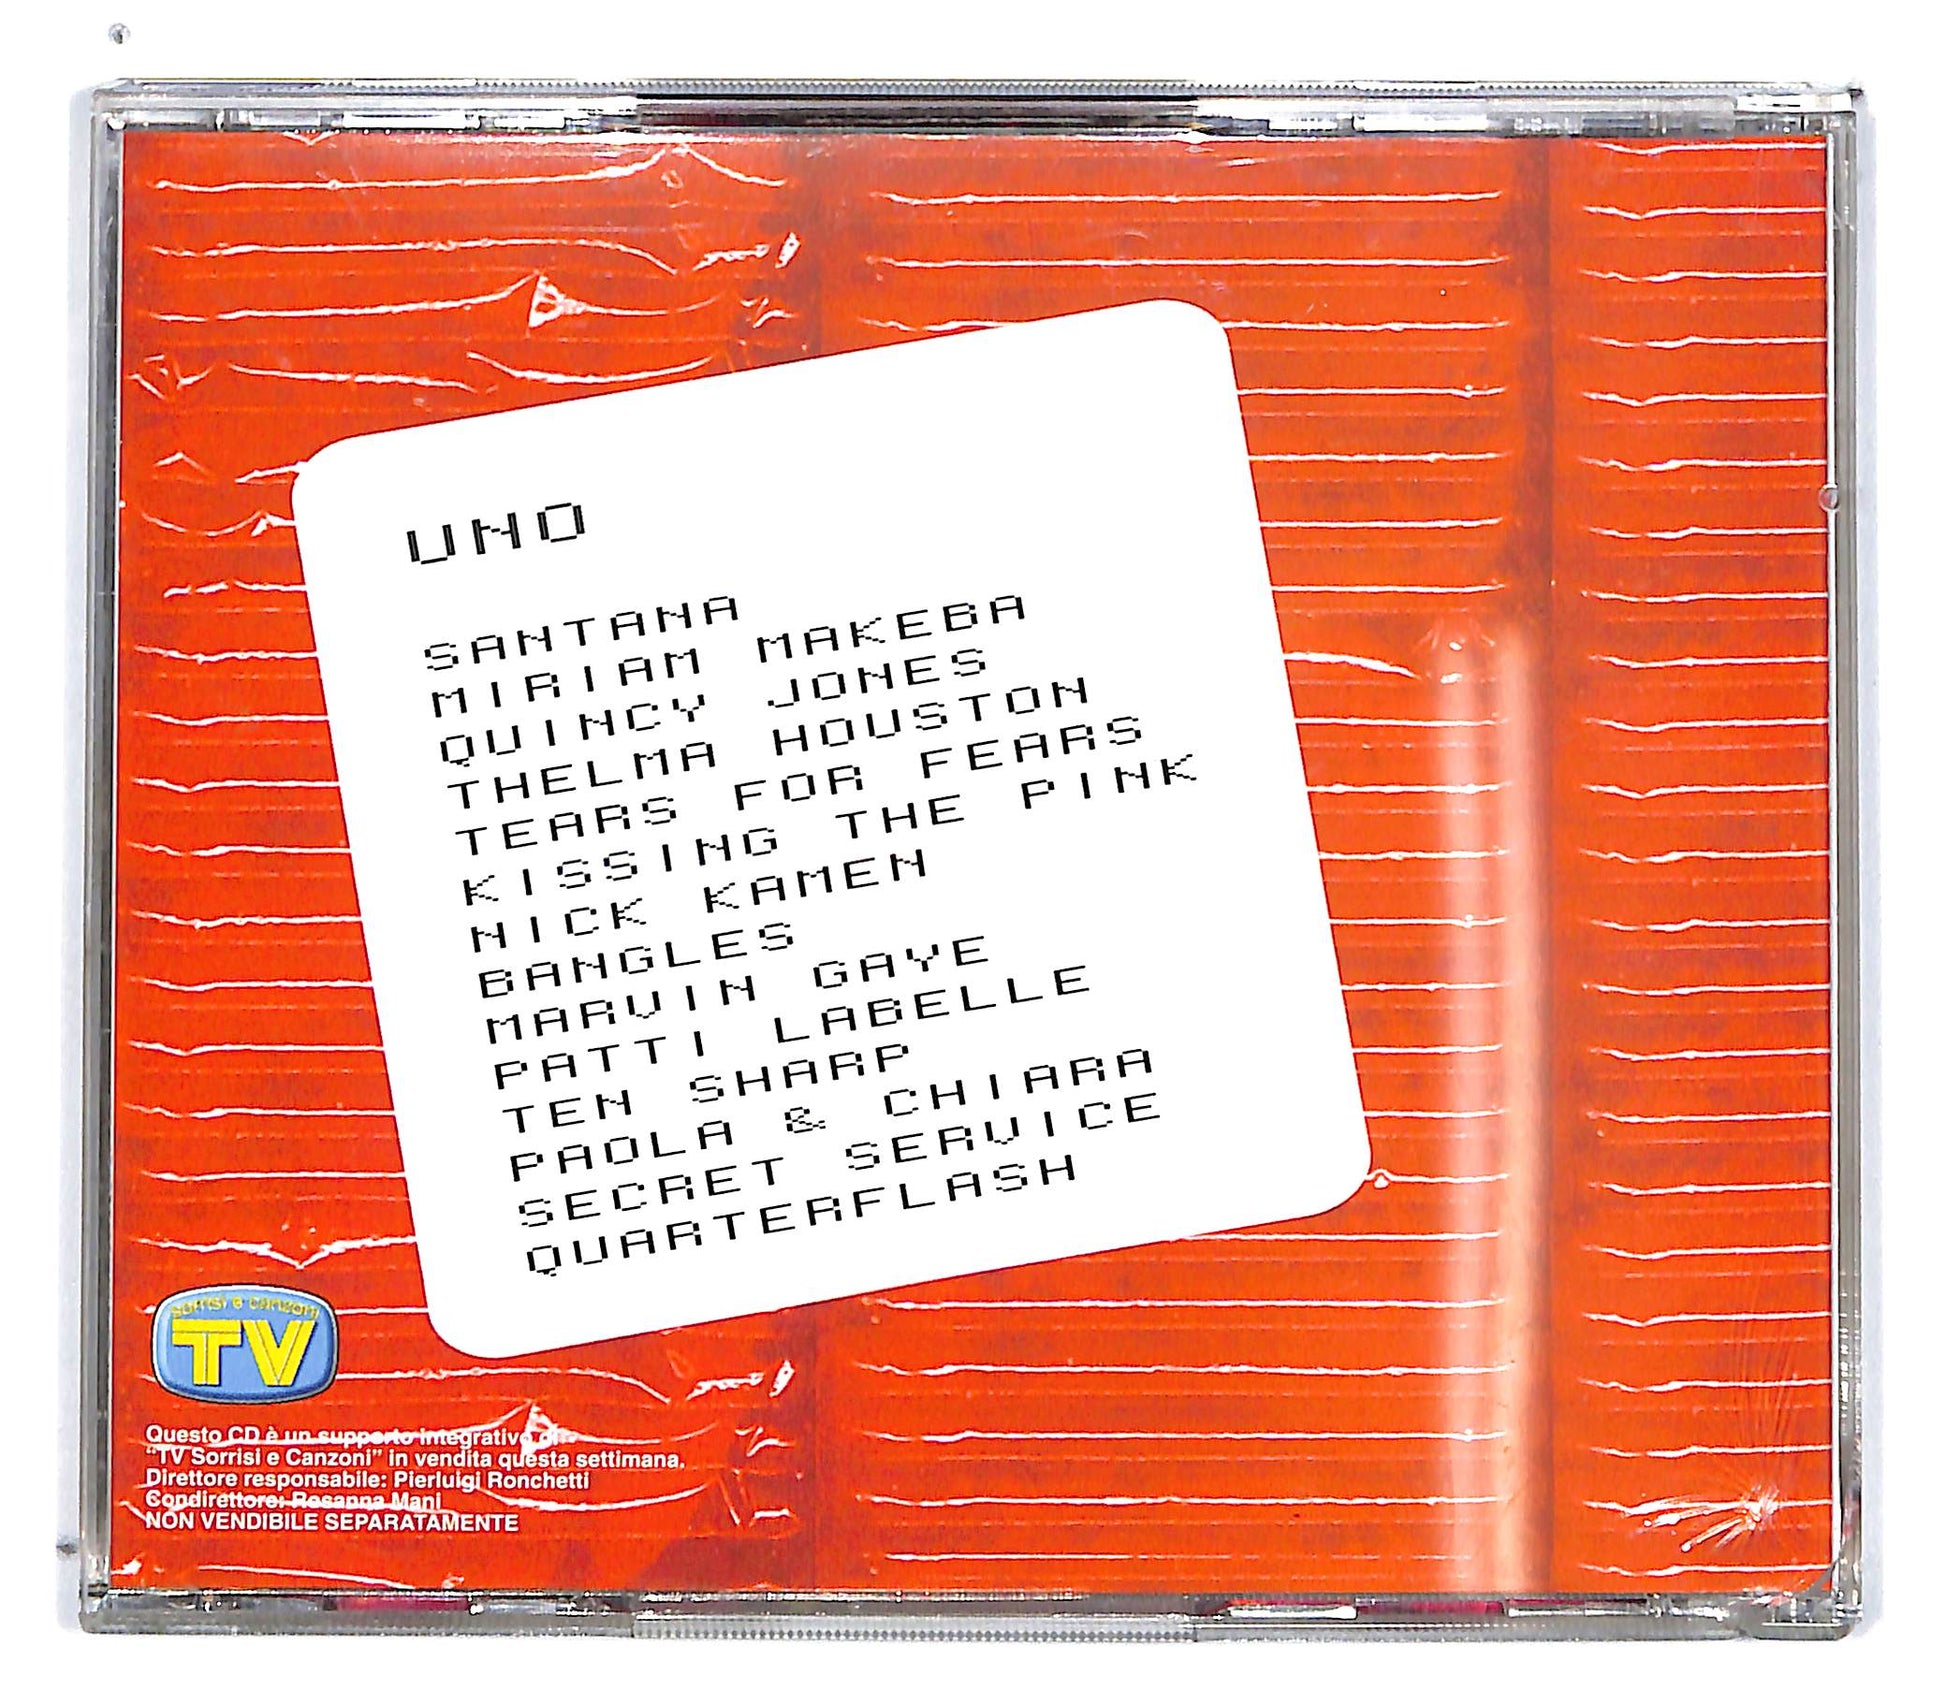 UNO
SANTANA
MIRIAM MAKEBA
QUINCY JONES
THELMA HOUSTON
TEARS FOR FEARS
KISSING THE PINK
NICK KAMEN
BANGLES
MARVIN GAYE
PATTI LABELLE
TEN SHARP
PAOLA & CHIARA
SECRET SERVICE
QUARTERFLASH
sorrisi e canzoni
TV
Questo CD è un supporto integrativo di
"TV Sorrisi e Canzoni" in vendita questa settimana.
Direttore responsabile: Pierluigi Ronchetti
Condirettore: Rosanna Mani
NON VENDIBILE SEPARATAMENTE